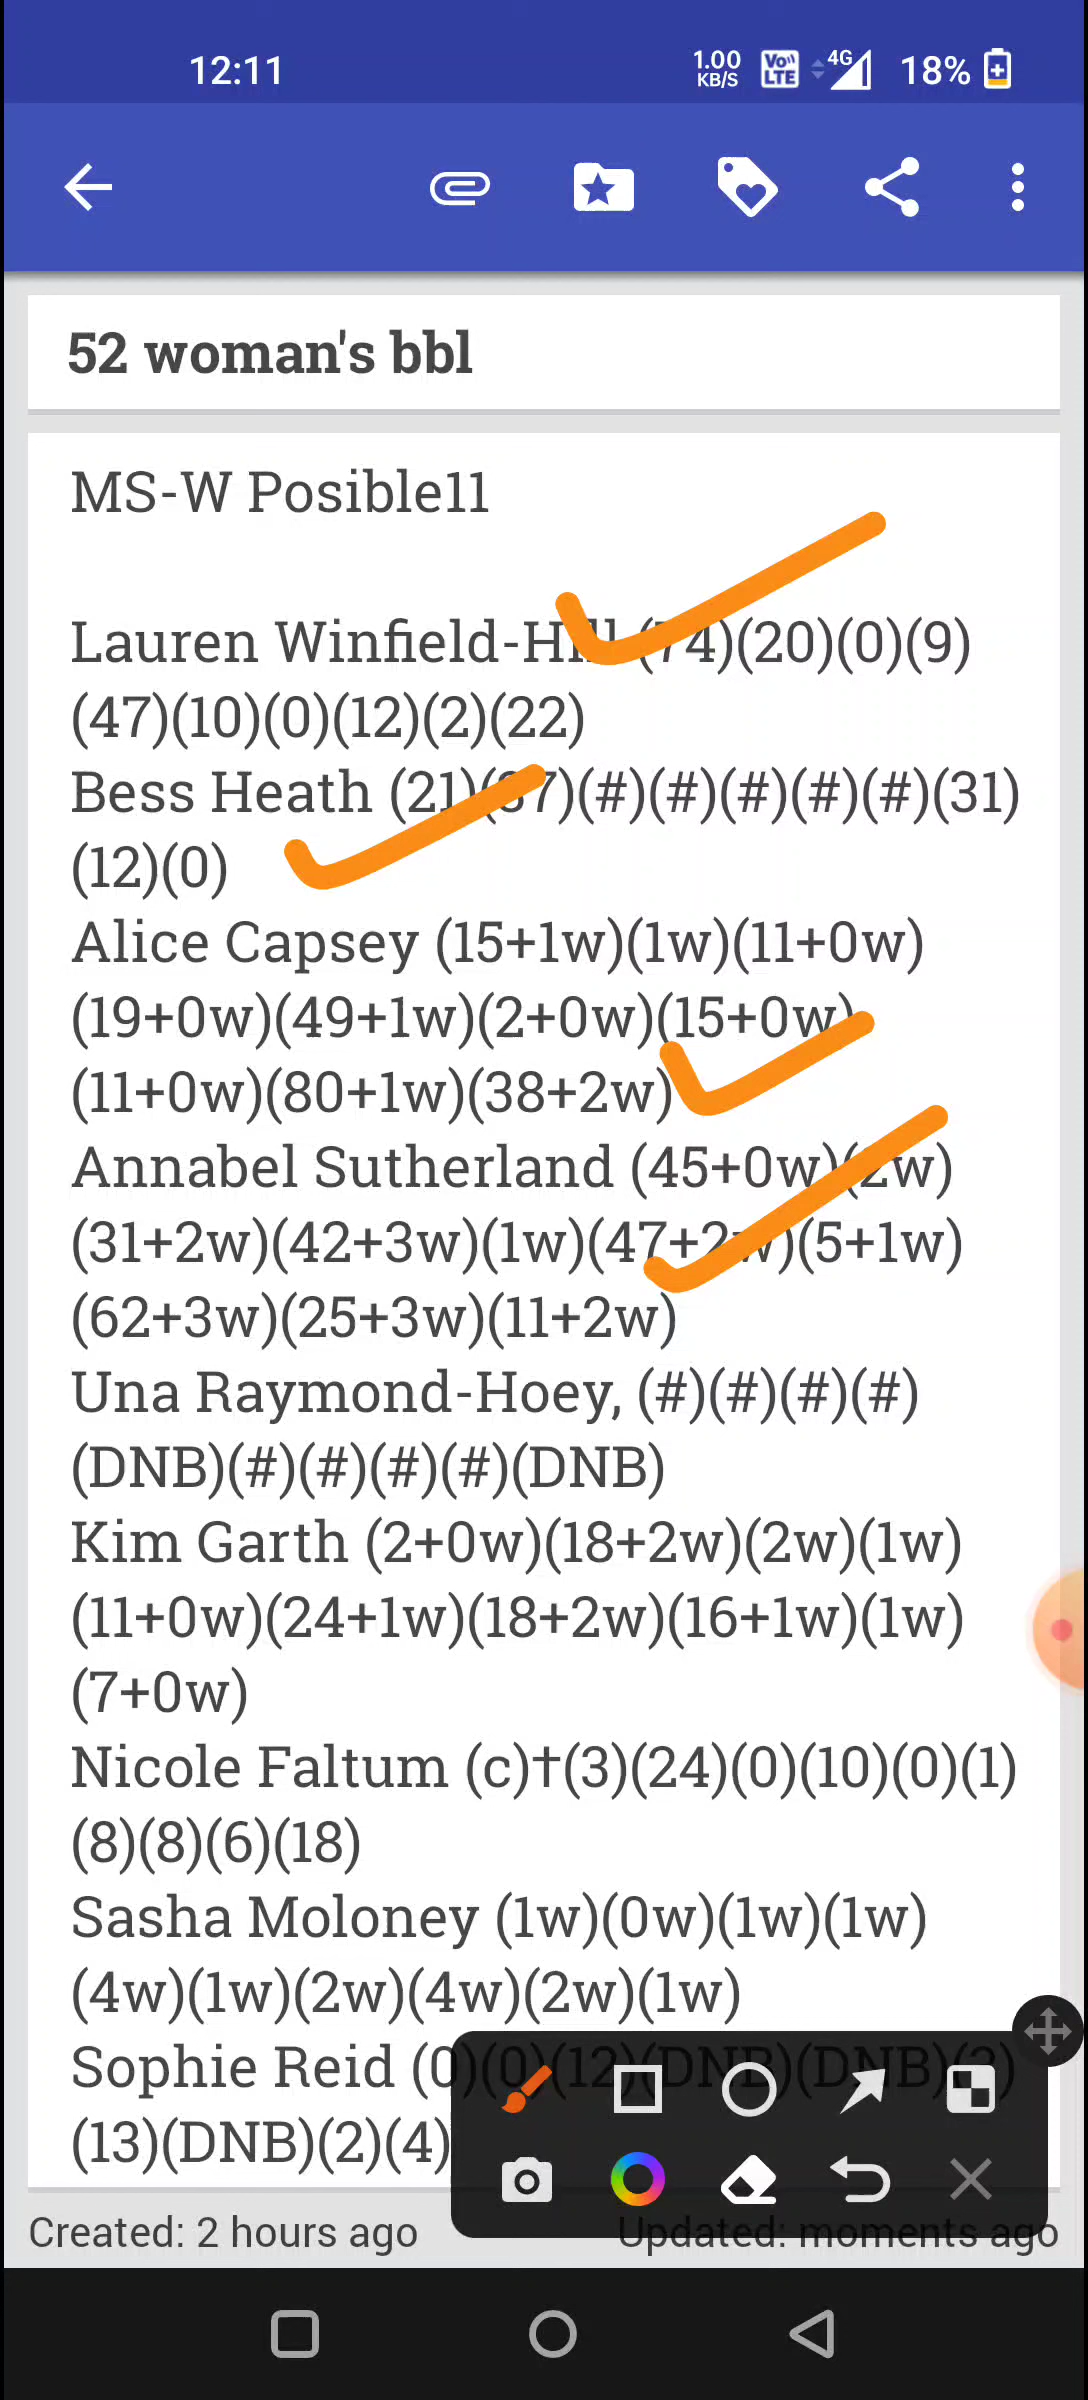 12:11
1.00
KB/S
Vo))
LTE
4G
18%
52 woman's bbl
MS-W Posible11
Lauren Winfield-Hill (74)(20)(0)(9)
(47)(10)(0)(12)(2)(22)
Bess Heath (21)(37)(#)(#)(#)(#)(#)(31)
(12)(0)
Alice Capsey (15+1w)(1w)(11+0w)
(19+0w)(49+1w)(2+0w)(15+0w)
(11+0w)(80+1w)(38+2w)
Annabel Sutherland (45+0w)(2w)
(31+2w)(42+3w)(1w)(47+2w)(5+1w)
(62+3w)(25+3w)(11+2w)
Una Raymond-Hoey, (#)(#)(#)(#)
(DNB)(#)(#)(#)(#)(DNB)
Kim Garth (2+0w)(18+2w)(2w)(1w)
(11+0w)(24+1w)(18+2w)(16+1w)(1w)
(7+0w)
Nicole Faltum (c)†(3)(24)(0)(10)(0)(1)
(8)(8)(6)(18)
Sasha Moloney (1w)(0w)(1w)(1w)
(4w)(1w)(2w)(4w)(2w)(1w)
Sophie Reid (0)(0)(12)(DNB)(DNB)(2)
(13)(DNB)(2)(4)
Created: 2 hours ago
Updated: moments ago